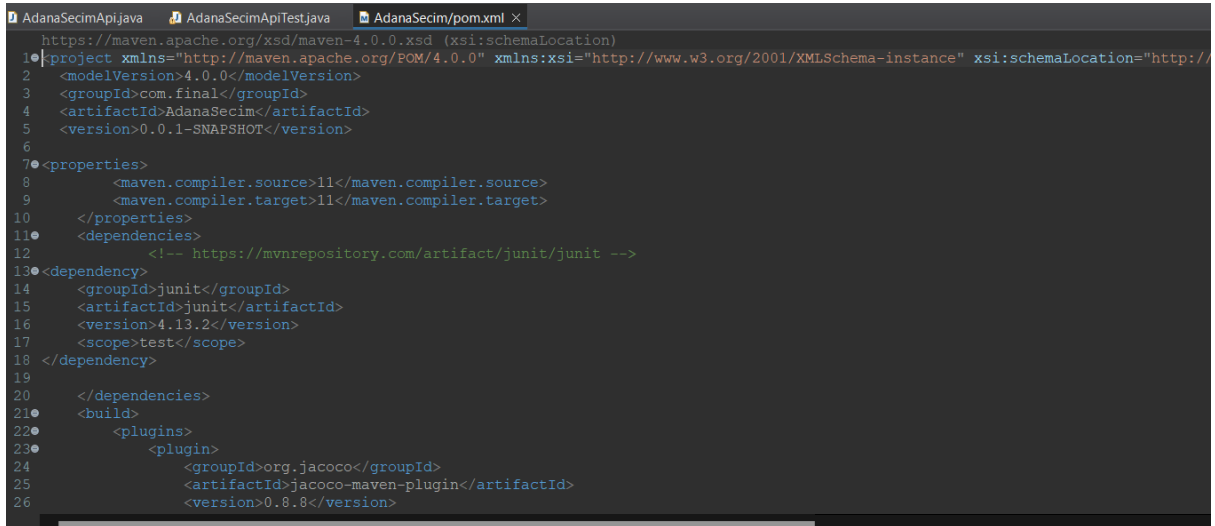 AdanaSecimApi.java AdanaSecimApiTest.java AdanaSecim/pom.xml ×
https://maven.apache.org/xsd/maven-4.0.0.xsd (xsi:schemaLocation)
1 <project xmlns="http://maven.apache.org/POM/4.0.0" xmlns:xsi="http://www.w3.org/2001/XMLSchema-instance" xsi:schemaLocation="http://
2 <modelVersion>4.0.0</modelVersion>
3 <groupId>com.final</groupId>
4 <artifactId>AdanaSecim</artifactId>
5 <version>0.0.1-SNAPSHOT</version>
6
7 <properties>
8 <maven.compiler.source>11</maven.compiler.source>
9 <maven.compiler.target>11</maven.compiler.target>
10 </properties>
11 <dependencies>
12 <!-- https://mvnrepository.com/artifact/junit/junit -->
13 <dependency>
14 <groupId>junit</groupId>
15 <artifactId>junit</artifactId>
16 <version>4.13.2</version>
17 <scope>test</scope>
18 </dependency>
19
20 </dependencies>
21 <build>
22 <plugins>
23 <plugin>
24 <groupId>org.jacoco</groupId>
25 <artifactId>jacoco-maven-plugin</artifactId>
26 <version>0.8.8</version>